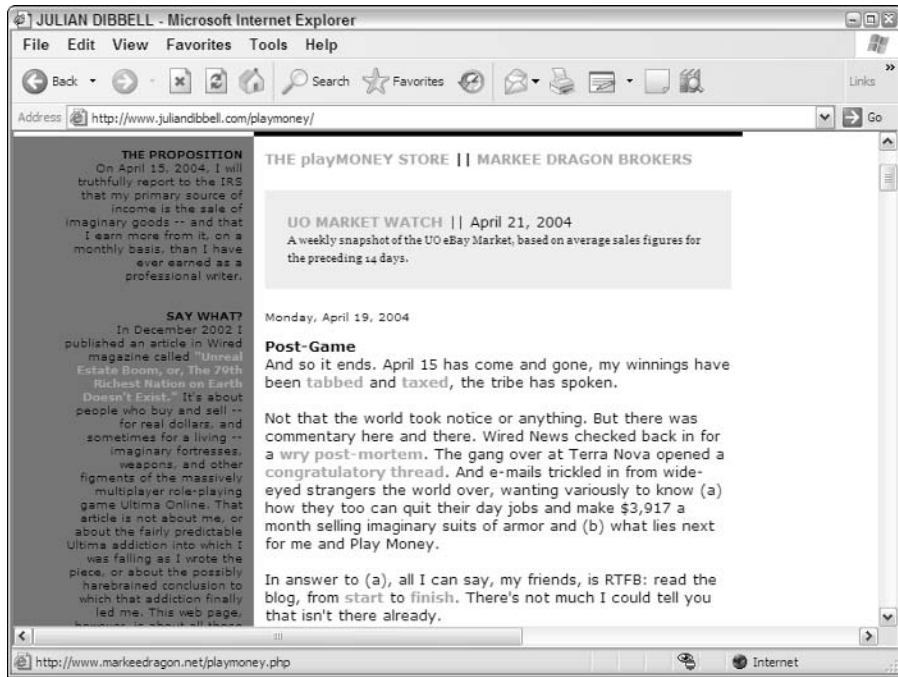 JULIAN DIBBELL - Microsoft Internet Explorer
File Edit View Favorites Tools Help
Back Search Favorites Links
Address http://www.juliandibbell.com/playmoney/ Go
THE PROPOSITION
On April 15, 2004, I will
truthfully report to the IRS
that my primary source of
income is the sale of
imaginary goods -- and that
I earn more from it, on a
monthly basis, than I have
ever earned as a
professional writer.
SAY WHAT?
In December 2002 I
published an article in Wired
magazine called "Unreal
Estate Boom, or, The 79th
Richest Nation on Earth
Doesn't Exist." It's about
people who buy and sell --
for real dollars, and
sometimes for a living --
imaginary fortresses,
weapons, and other
figments of the massively
multiplayer role-playing
game Ultima Online. That
article is not about me, or
about the fairly predictable
Ultima addiction into which I
was falling as I wrote the
piece, or about the possibly
harebrained conclusion to
which that addiction finally
led me. This web page,
however, is about all those
THE playMONEY STORE || MARKEE DRAGON BROKERS
UO MARKET WATCH || April 21, 2004
A weekly snapshot of the UO eBay Market, based on average sales figures for
the preceding 14 days.
Monday, April 19, 2004
Post-Game
And so it ends. April 15 has come and gone, my winnings have
been tabbed and taxed, the tribe has spoken.
Not that the world took notice or anything. But there was
commentary here and there. Wired News checked back in for
a wry post-mortem. The gang over at Terra Nova opened a
congratulatory thread. And e-mails trickled in from wide-
eyed strangers the world over, wanting variously to know (a)
how they too can quit their day jobs and make $3,917 a
month selling imaginary suits of armor and (b) what lies next
for me and Play Money.
In answer to (a), all I can say, my friends, is RTFB: read the
blog, from start to finish. There's not much I could tell you
that isn't there already.
http://www.markeedragon.net/playmoney.php Internet